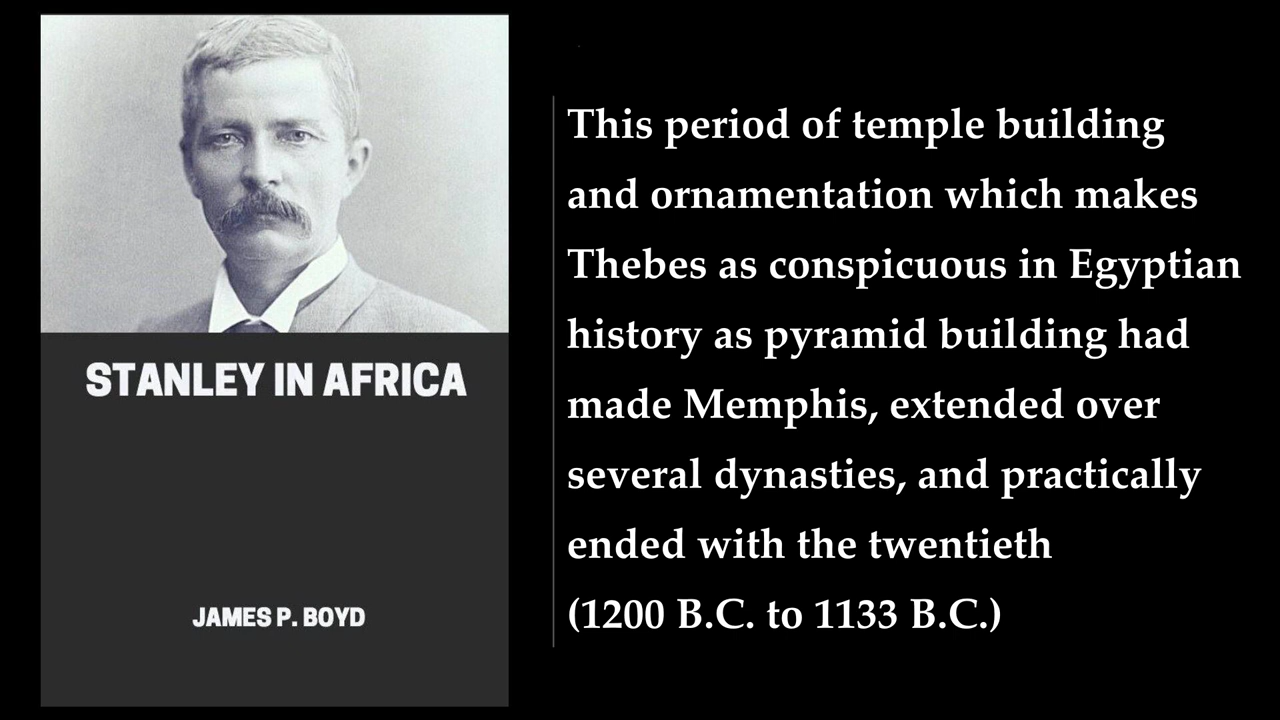 STANLEY IN AFRICA
JAMES P. BOYD
This period of temple building
and ornamentation which makes
Thebes as conspicuous in Egyptian
history as pyramid building had
made Memphis, extended over
several dynasties, and practically
ended with the twentieth
(1200 B.C. to 1133 B.C.)